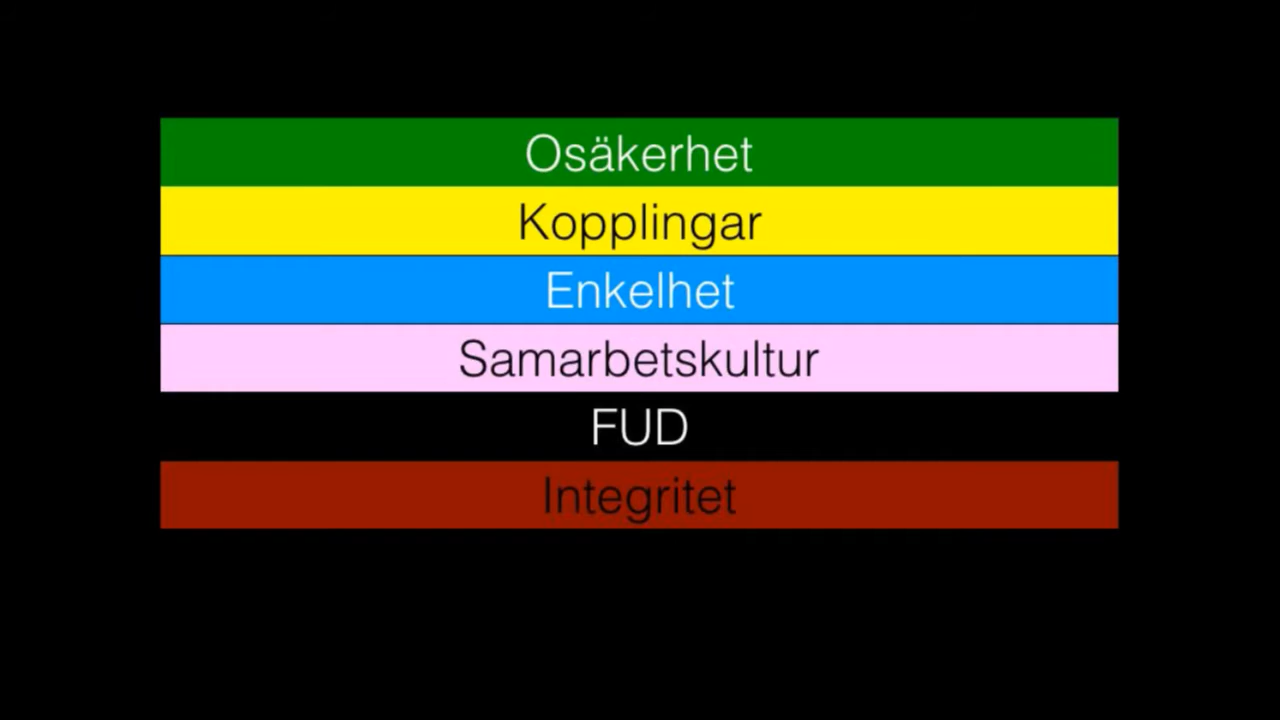 Osäkerhet
Kopplingar
Enkelhet
Samarbetskultur
FUD
Integritet